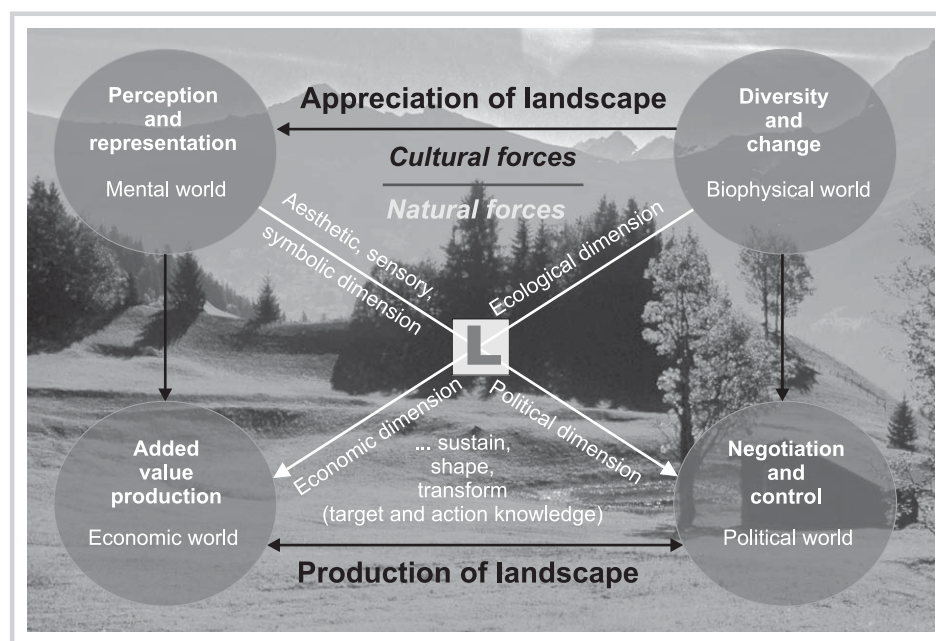 Perception
and
representation
Mental world
Appreciation of landscape
Cultural forces
Natural forces
Diversity
and
change
Biophysical world
Aesthetic, sensory,
symbolic dimension
Ecological dimension
L
Economic dimension
Political dimension
... sustain,
shape,
transform
(target and action knowledge)
Added
value
production
Economic world
Negotiation
and
control
Political world
Production of landscape